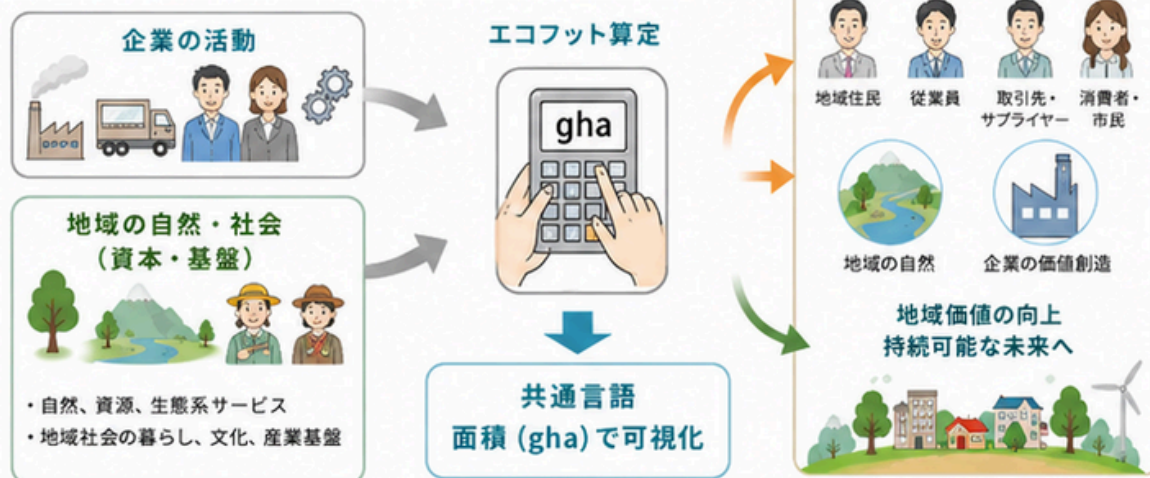 企業の活動
地域の自然・社会
（資本・基盤）
・自然、資源、生態系サービス
・地域社会の暮らし、文化、産業基盤
エコフット算定
gha
共通言語
面積 (gha) で可視化
地域住民
従業員
取引先・
サプライヤー
消費者・
市民
地域の自然
企業の価値創造
地域価値の向上
持続可能な未来へ